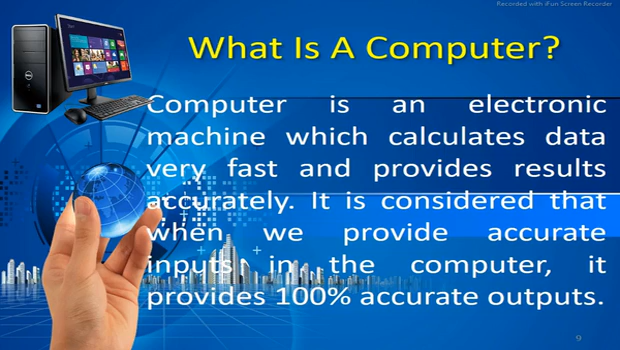 Recorded with iFun Screen Recorder
What Is A Computer?
Computer is an electronic
machine which calculates data
very fast and provides results
accurately. It is considered that
when we provide accurate
inputs in the computer, it
provides 100% accurate outputs.
9